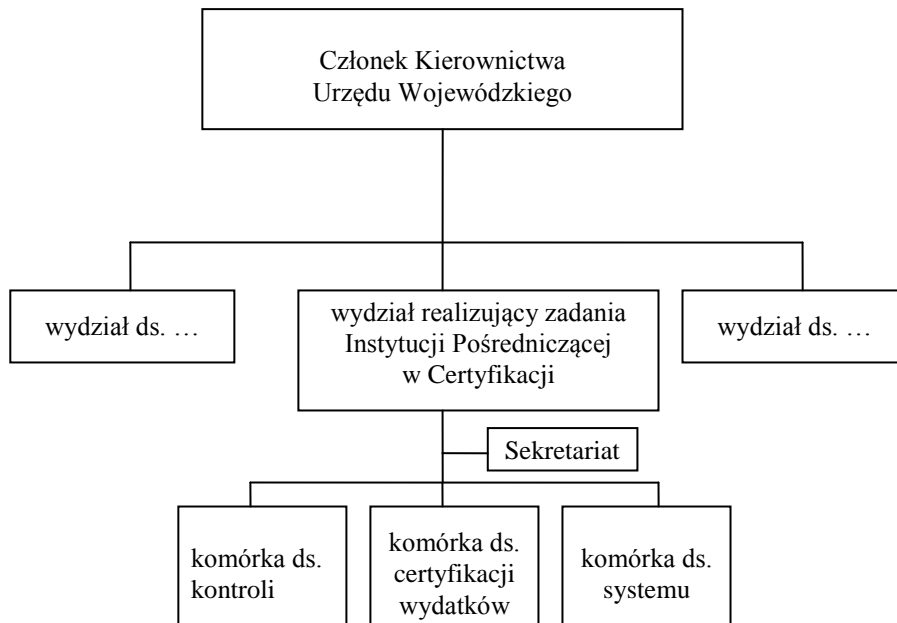 Członek Kierownictwa
Urzędu Wojewódzkiego
wydział ds. …
wydział realizujący zadania
Instytucji Pośredniczącej
w Certyfikacji
wydział ds. …
Sekretariat
komórka ds.
kontroli
komórka ds.
certyfikacji
wydatków
komórka ds.
systemu